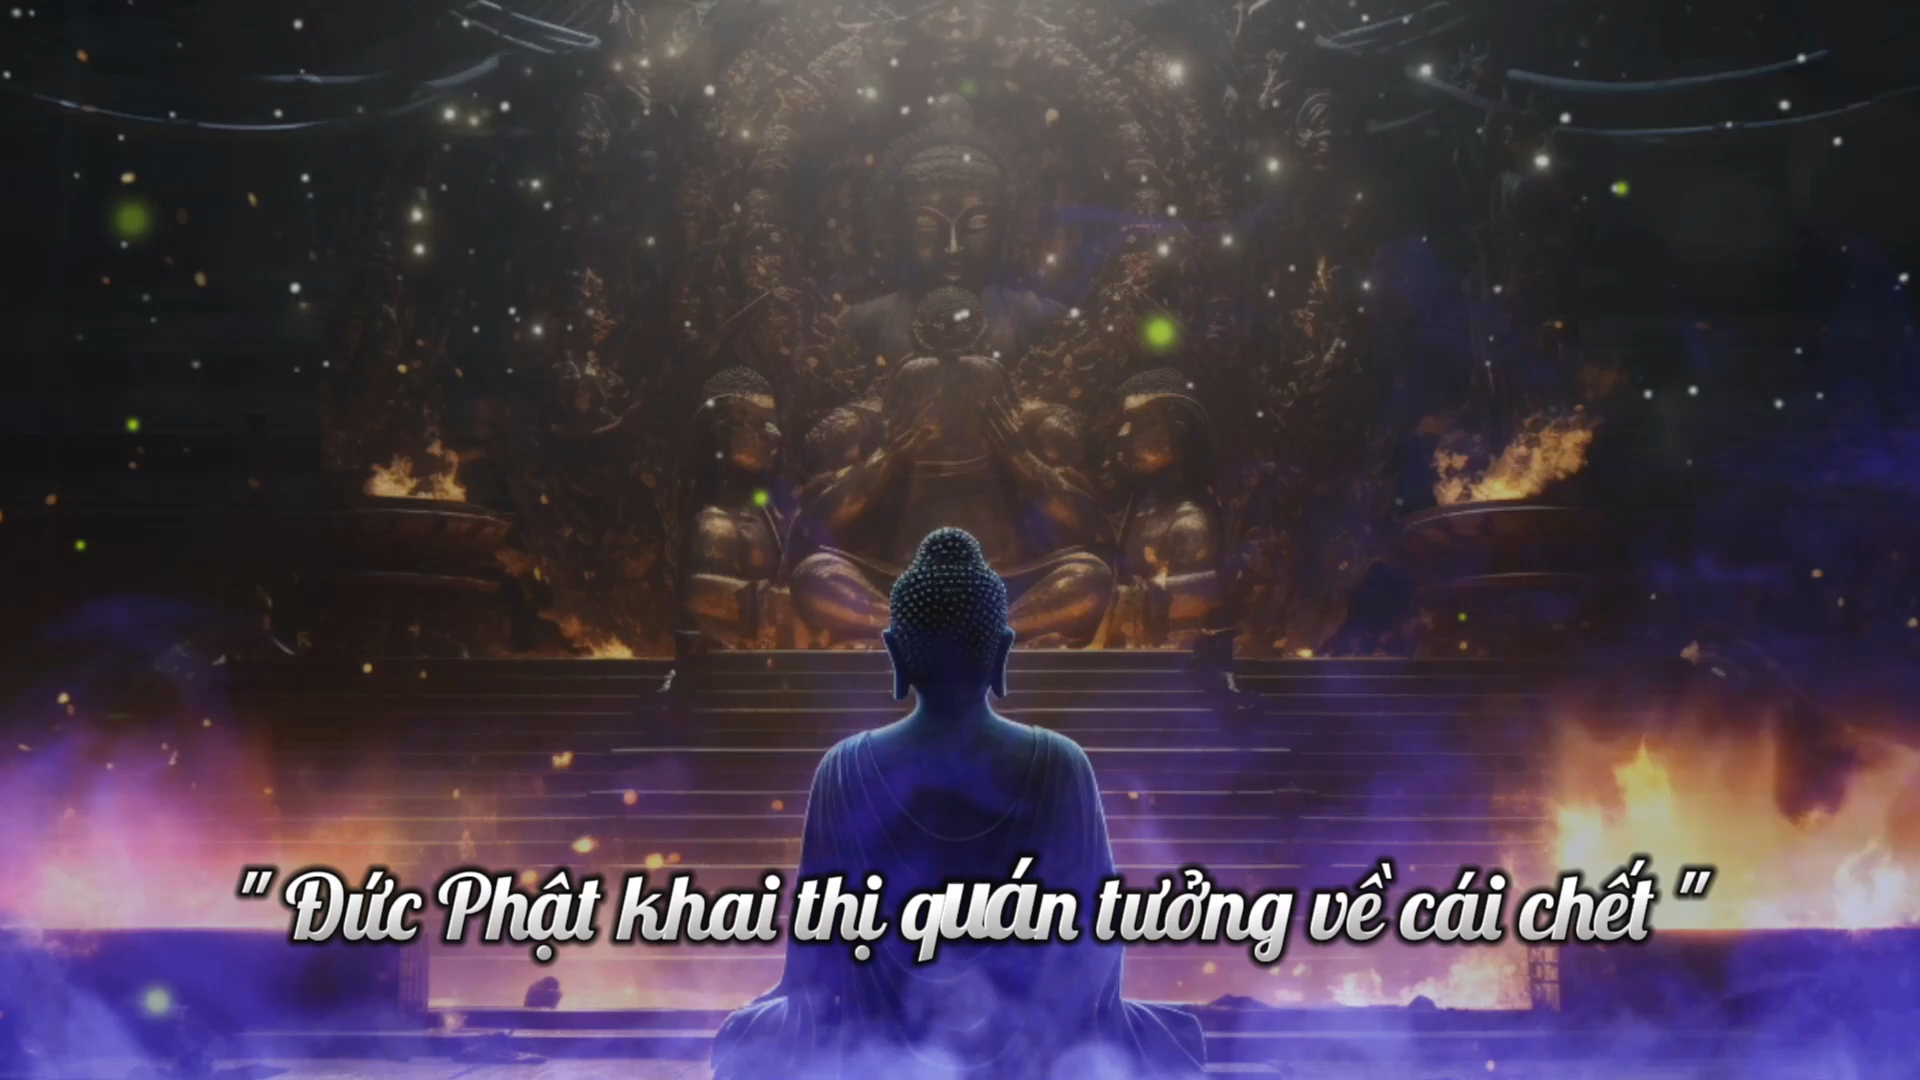 " Đức Phật khai thị quán tưởng về cái chết "